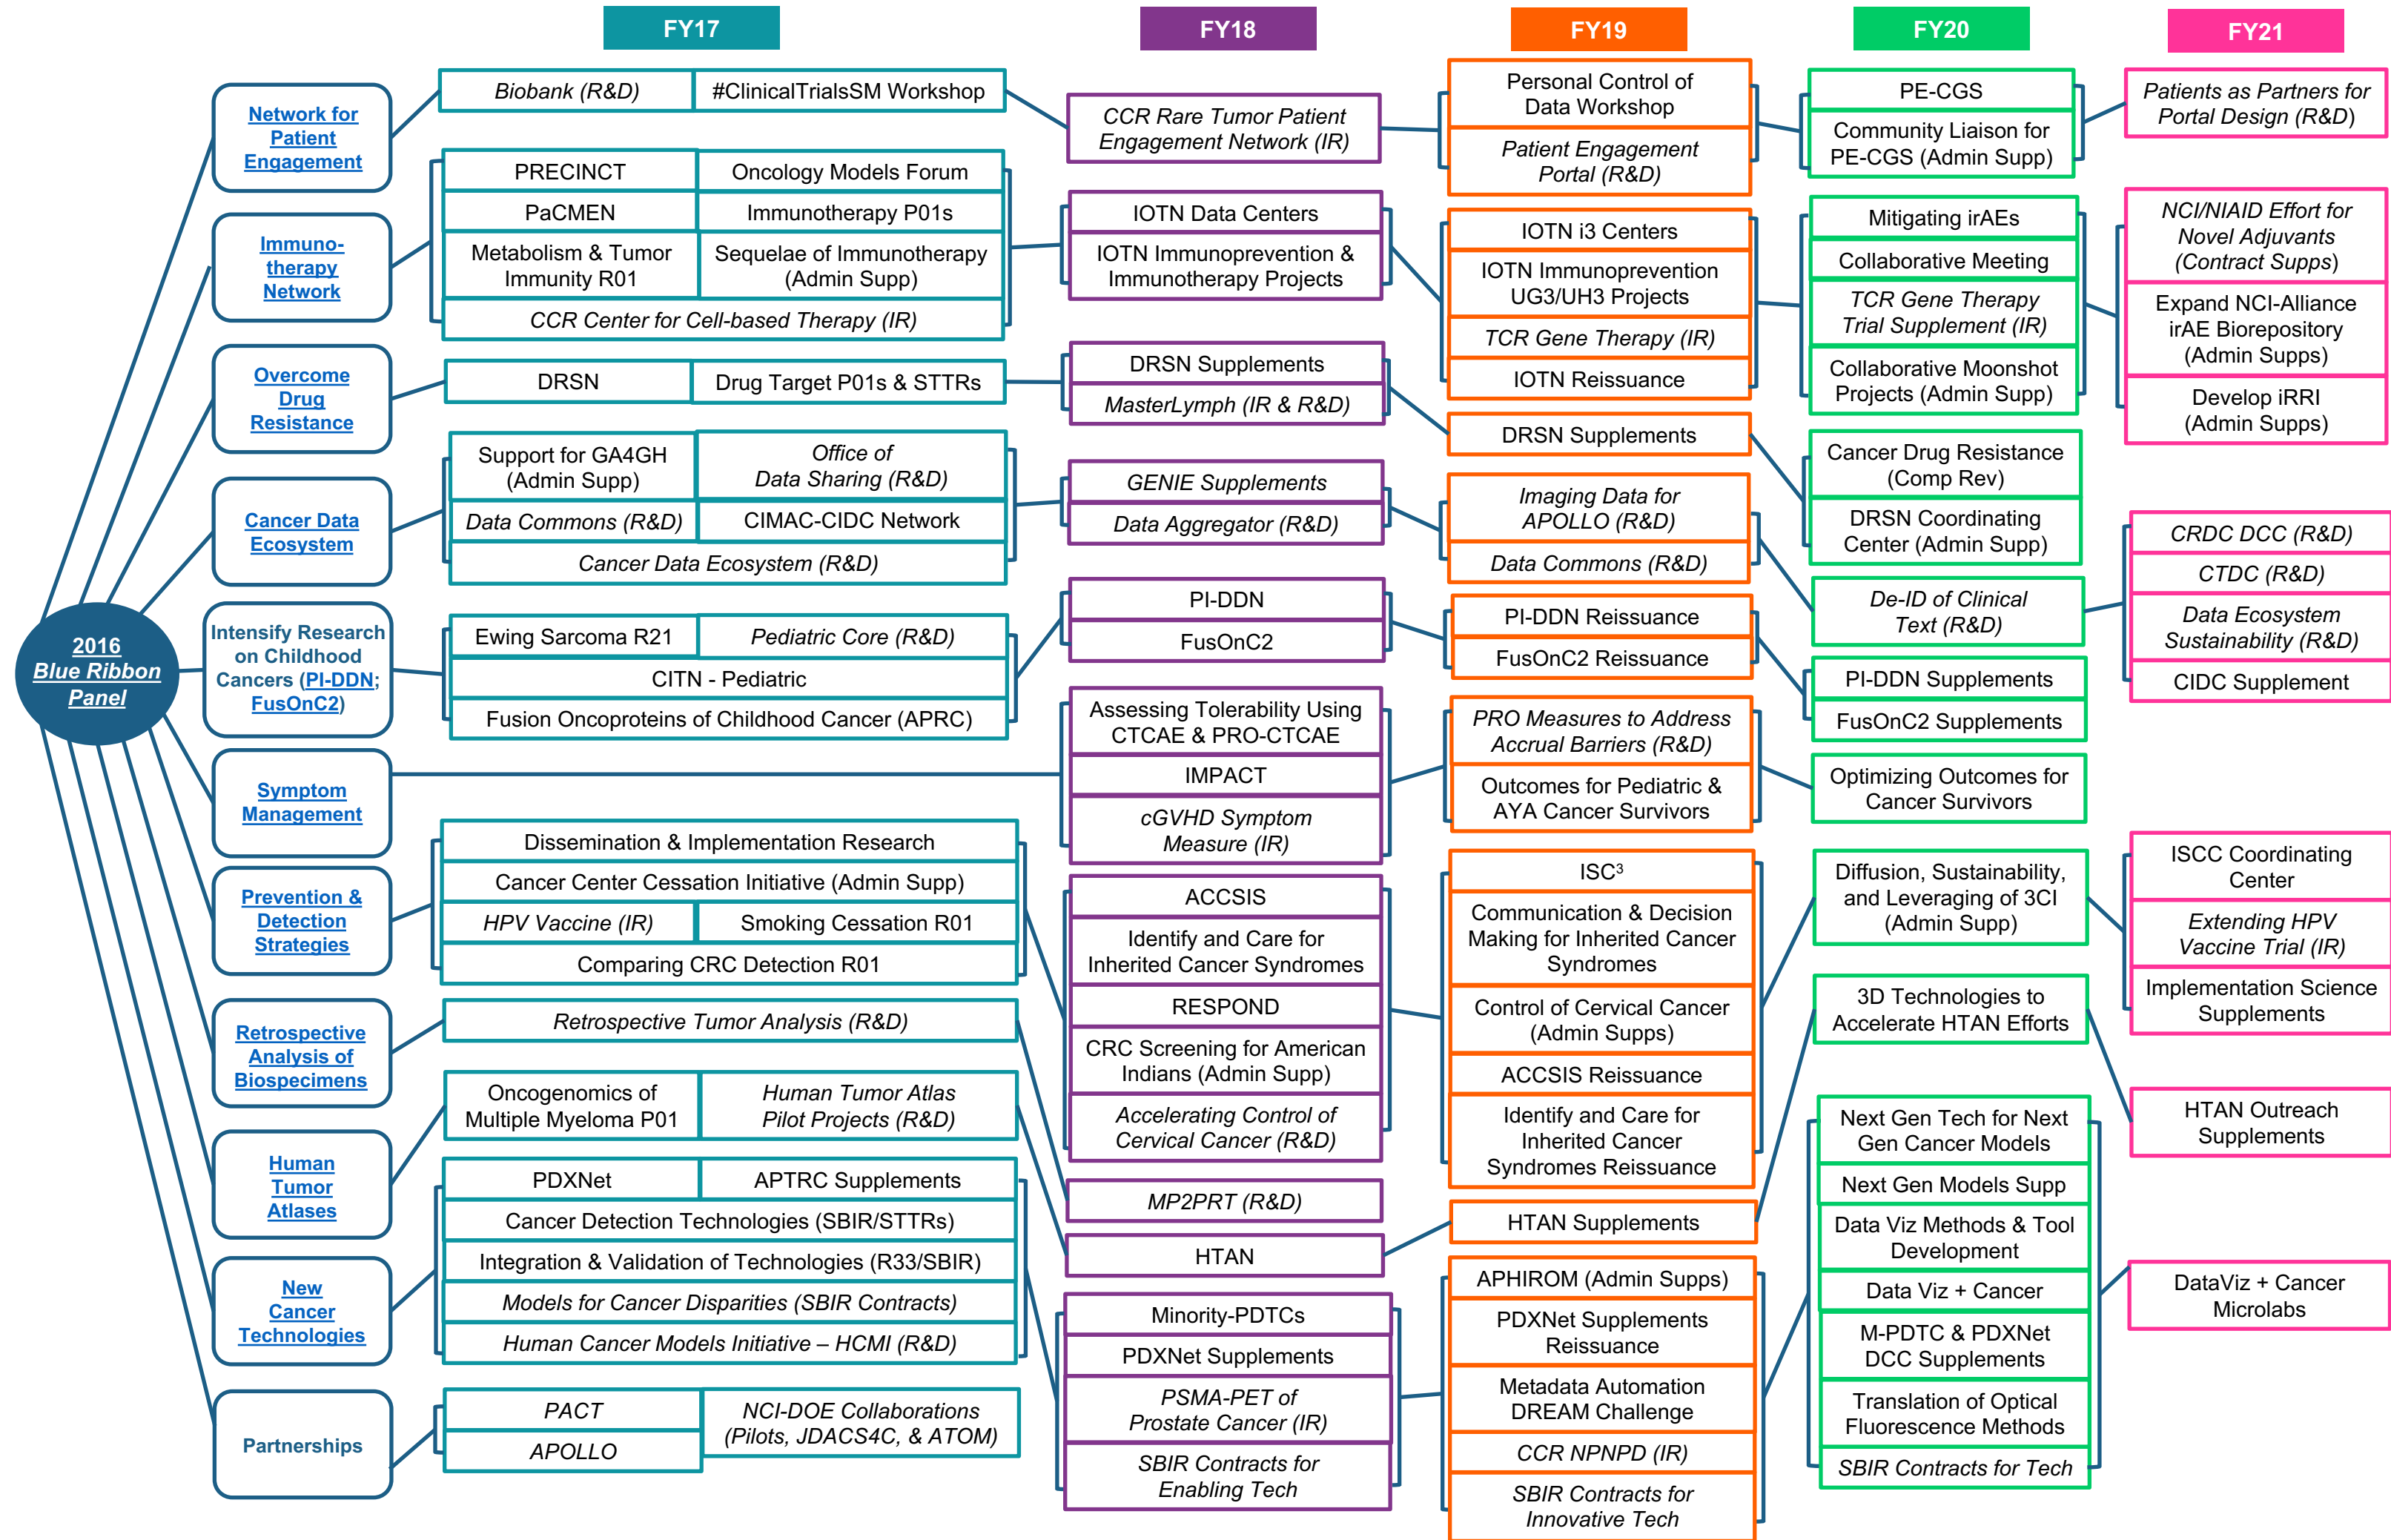 FY17
FY18
FY19
FY20
FY21
2016
Blue Ribbon
Panel
Network for
Patient
Engagement
Biobank (R&D)
#ClinicalTrialsSM Workshop
CCR Rare Tumor Patient
Engagement Network (IR)
Personal Control of
Data Workshop
Patient Engagement
Portal (R&D)
PE-CGS
Community Liaison for
PE-CGS (Admin Supp)
Patients as Partners for
Portal Design (R&D)
Immuno-
therapy
Network
PRECINCT
Oncology Models Forum
PaCMEN
Immunotherapy P01s
Metabolism & Tumor
Immunity R01
Sequelae of Immunotherapy
(Admin Supp)
CCR Center for Cell-based Therapy (IR)
IOTN Data Centers
IOTN Immunoprevention &
Immunotherapy Projects
IOTN i3 Centers
IOTN Immunoprevention
UG3/UH3 Projects
TCR Gene Therapy (IR)
IOTN Reissuance
Mitigating irAEs
Collaborative Meeting
TCR Gene Therapy
Trial Supplement (IR)
Collaborative Moonshot
Projects (Admin Supp)
NCI/NIAID Effort for
Novel Adjuvants
(Contract Supps)
Expand NCI-Alliance
irAE Biorepository
(Admin Supps)
Develop iRRI
(Admin Supps)
Overcome
Drug
Resistance
DRSN
Drug Target P01s & STTRs
DRSN Supplements
MasterLymph (IR & R&D)
DRSN Supplements
Cancer Drug Resistance
(Comp Rev)
DRSN Coordinating
Center (Admin Supp)
Cancer Data
Ecosystem
Support for GA4GH
(Admin Supp)
Office of
Data Sharing (R&D)
Data Commons (R&D)
CIMAC-CIDC Network
Cancer Data Ecosystem (R&D)
GENIE Supplements
Data Aggregator (R&D)
Imaging Data for
APOLLO (R&D)
Data Commons (R&D)
De-ID of Clinical
Text (R&D)
CRDC DCC (R&D)
CTDC (R&D)
Data Ecosystem
Sustainability (R&D)
CIDC Supplement
Intensify Research
on Childhood
Cancers (PI-DDN;
FusOnC2)
Ewing Sarcoma R21
Pediatric Core (R&D)
CITN - Pediatric
Fusion Oncoproteins of Childhood Cancer (APRC)
PI-DDN
FusOnC2
PI-DDN Reissuance
FusOnC2 Reissuance
PI-DDN Supplements
FusOnC2 Supplements
Symptom
Management
Assessing Tolerability Using
CTCAE & PRO-CTCAE
IMPACT
cGVHD Symptom
Measure (IR)
PRO Measures to Address
Accrual Barriers (R&D)
Outcomes for Pediatric &
AYA Cancer Survivors
Optimizing Outcomes for
Cancer Survivors
Prevention &
Detection
Strategies
Dissemination & Implementation Research
Cancer Center Cessation Initiative (Admin Supp)
HPV Vaccine (IR)
Smoking Cessation R01
Comparing CRC Detection R01
ACCSIS
Identify and Care for
Inherited Cancer Syndromes
RESPOND
CRC Screening for American
Indians (Admin Supp)
Accelerating Control of
Cervical Cancer (R&D)
ISC³
Communication & Decision
Making for Inherited Cancer
Syndromes
Control of Cervical Cancer
(Admin Supps)
ACCSIS Reissuance
Identify and Care for
Inherited Cancer
Syndromes Reissuance
Diffusion, Sustainability,
and Leveraging of 3CI
(Admin Supp)
ISCC Coordinating
Center
Extending HPV
Vaccine Trial (IR)
Implementation Science
Supplements
Retrospective
Analysis of
Biospecimens
Retrospective Tumor Analysis (R&D)
MP2PRT (R&D)
Human
Tumor
Atlases
Oncogenomics of
Multiple Myeloma P01
Human Tumor Atlas
Pilot Projects (R&D)
HTAN
HTAN Supplements
3D Technologies to
Accelerate HTAN Efforts
HTAN Outreach
Supplements
New
Cancer
Technologies
PDXNet
APTRC Supplements
Cancer Detection Technologies (SBIR/STTRs)
Integration & Validation of Technologies (R33/SBIR)
Models for Cancer Disparities (SBIR Contracts)
Human Cancer Models Initiative – HCMI (R&D)
Minority-PDTCs
PDXNet Supplements
PSMA-PET of
Prostate Cancer (IR)
SBIR Contracts for
Enabling Tech
APHIROM (Admin Supps)
PDXNet Supplements
Reissuance
Metadata Automation
DREAM Challenge
CCR NPNPD (IR)
SBIR Contracts for
Innovative Tech
Next Gen Tech for Next
Gen Cancer Models
Next Gen Models Supp
Data Viz Methods & Tool
Development
Data Viz + Cancer
M-PDTC & PDXNet
DCC Supplements
Translation of Optical
Fluorescence Methods
SBIR Contracts for Tech
DataViz + Cancer
Microlabs
Partnerships
PACT
APOLLO
NCI-DOE Collaborations
(Pilots, JDACS4C, & ATOM)